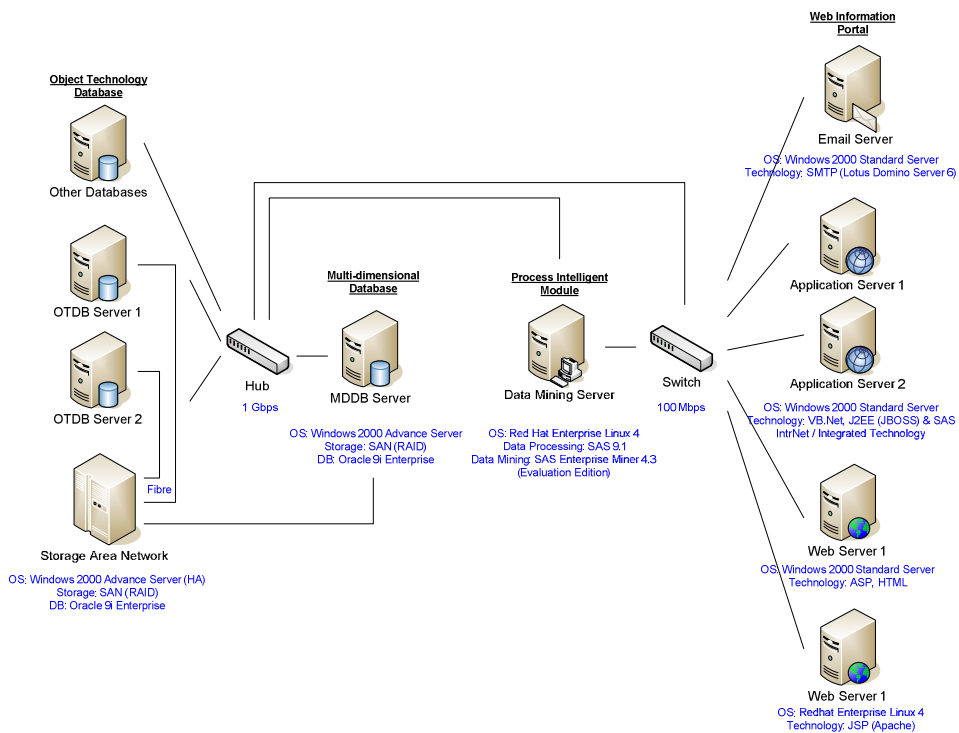 Web Information
Portal
Object Technology
Database
Email Server
OS: Windows 2000 Standard Server
Technology: SMTP (Lotus Domino Server 6)
Other Databases
Multi-dimensional
Database
Process Intelligent
Module
Application Server 1
OTDB Server 1
Hub
1 Gbps
MDDB Server
OS: Windows 2000 Advance Server
Storage: SAN (RAID)
DB: Oracle 9i Enterprise
Data Mining Server
OS: Red Hat Enterprise Linux 4
Data Processing: SAS 9.1
Data Mining: SAS Enterprise Miner 4.3
(Evaluation Edition)
Switch
100 Mbps
Application Server 2
OS: Windows 2000 Standard Server
Technology: VB.Net, J2EE (JBOSS) & SAS
IntrNet / Integrated Technology
OTDB Server 2
Fibre
Storage Area Network
OS: Windows 2000 Advance Server (HA)
Storage: SAN (RAID)
DB: Oracle 9i Enterprise
Web Server 1
OS: Windows 2000 Standard Server
Technology: ASP, HTML
Web Server 1
OS: Redhat Enterprise Linux 4
Technology: JSP (Apache)